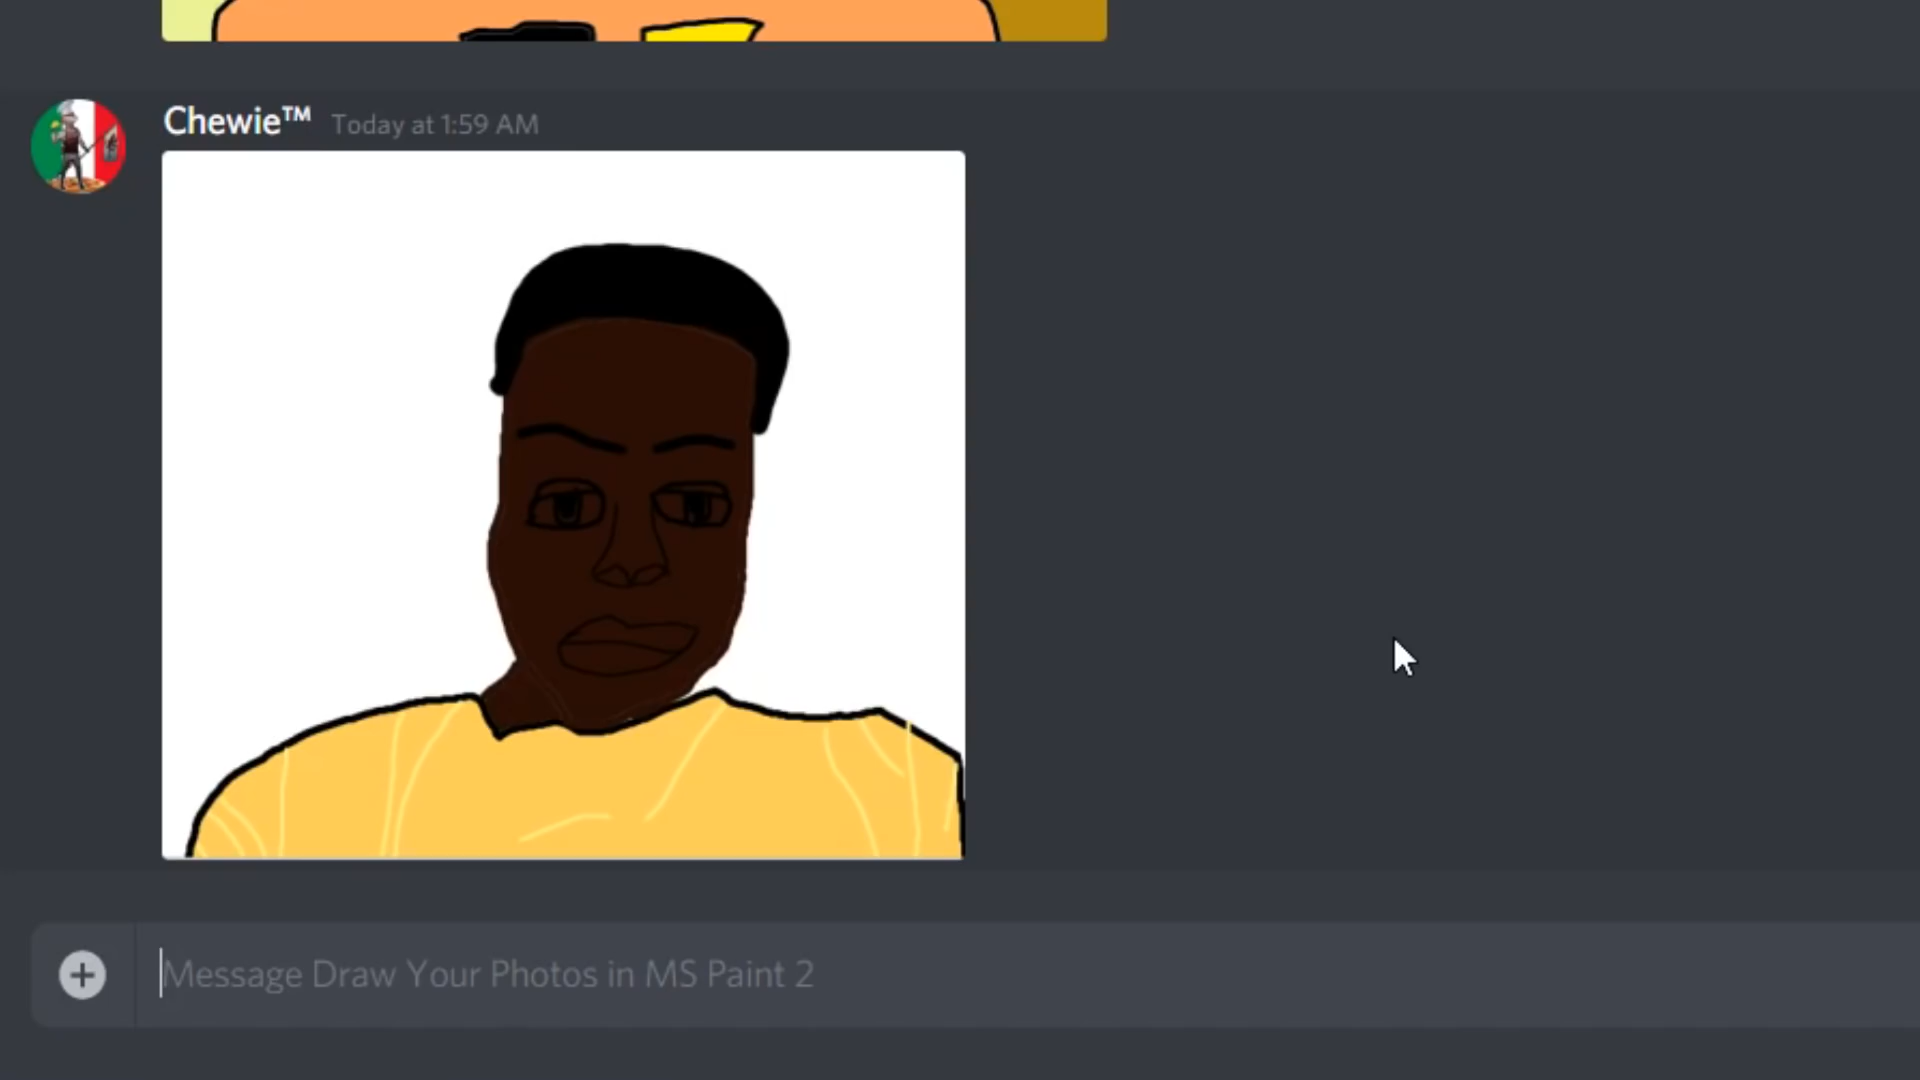 Chewie™ Today at 1:59 AM
Message Draw Your Photos in MS Paint 2